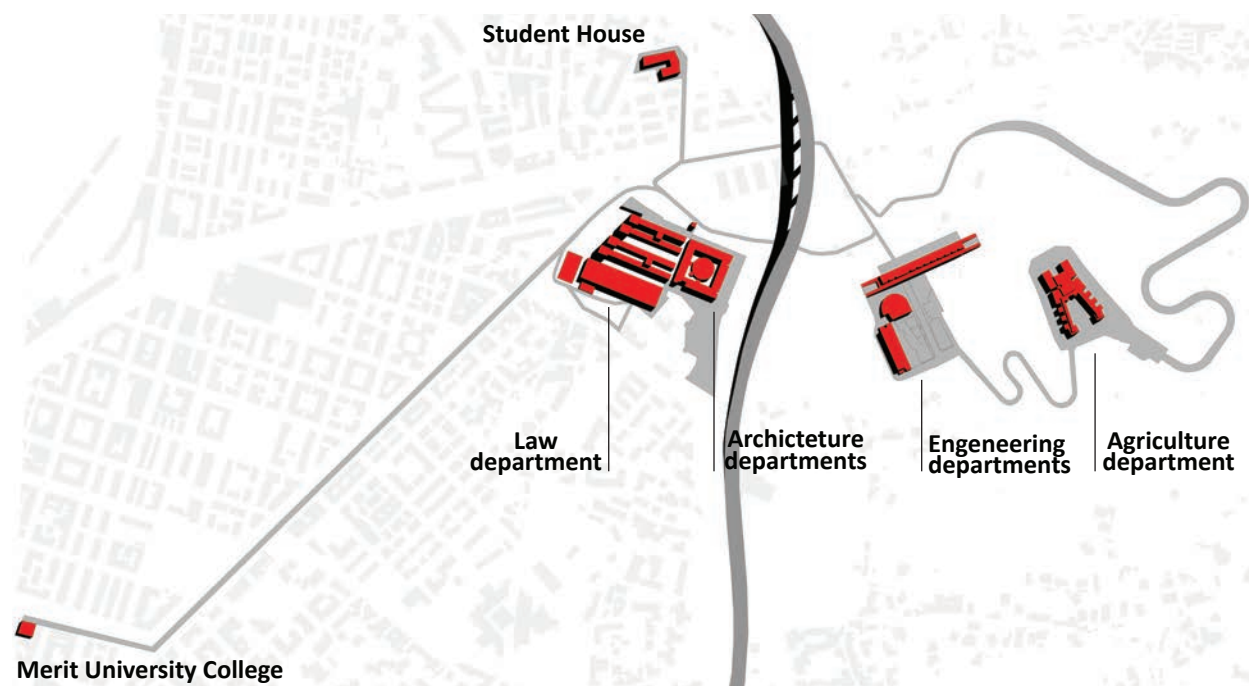 Student House
Law
department
Archicteture
departments
Engeneering
departments
Agriculture
department
Merit University College